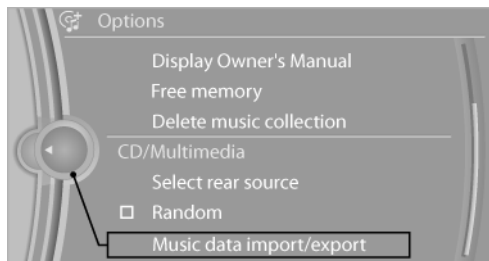 Options
Display Owner's Manual
Free memory
Delete music collection
CD/Multimedia
Select rear source
Random
Music data import/export